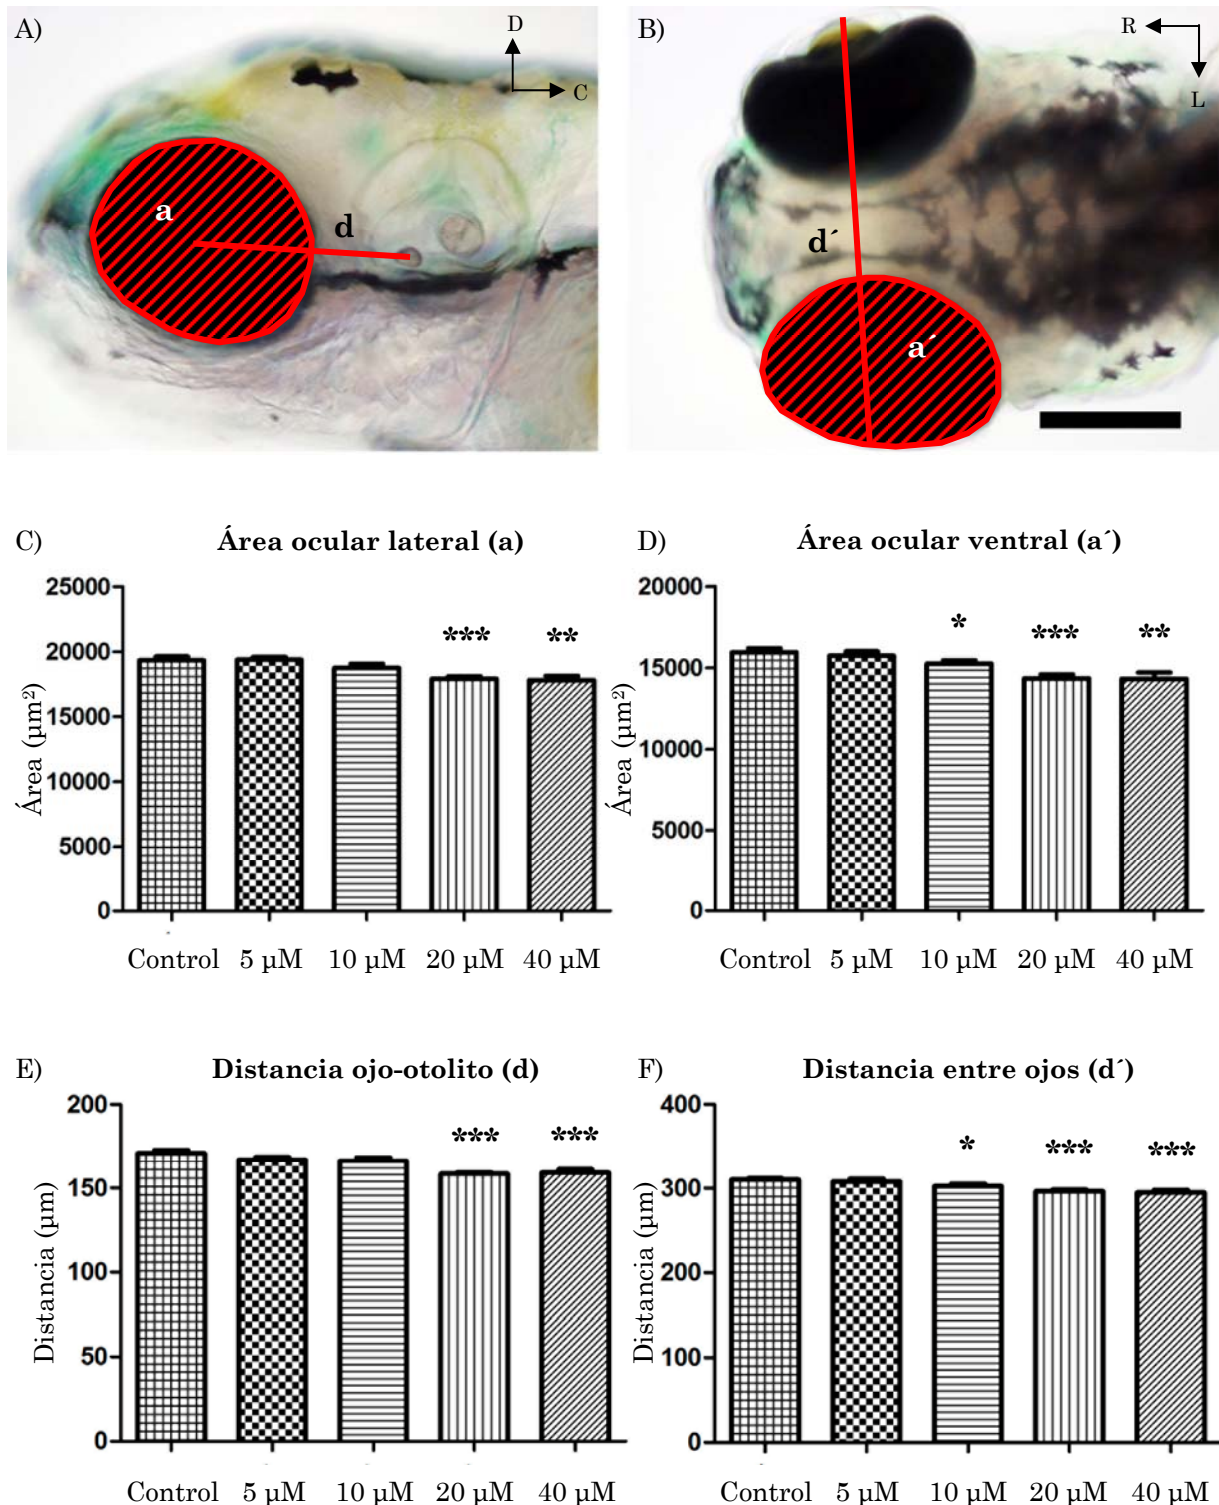 A)
D
C
a
d
B)
R
L
d´
a´
C)
Área ocular lateral (a)
Área (µm²)
25000
20000
15000
10000
5000
0
*** **
Control 5 µM 10 µM 20 µM 40 µM
D)
Área ocular ventral (a´)
Área (µm²)
20000
15000
10000
5000
0
* *** **
Control 5 µM 10 µM 20 µM 40 µM
E)
Distancia ojo-otolito (d)
Distancia (µm)
200
150
100
50
0
*** ***
Control 5 µM 10 µM 20 µM 40 µM
F)
Distancia entre ojos (d´)
Distancia (µm)
400
300
200
100
0
* *** ***
Control 5 µM 10 µM 20 µM 40 µM